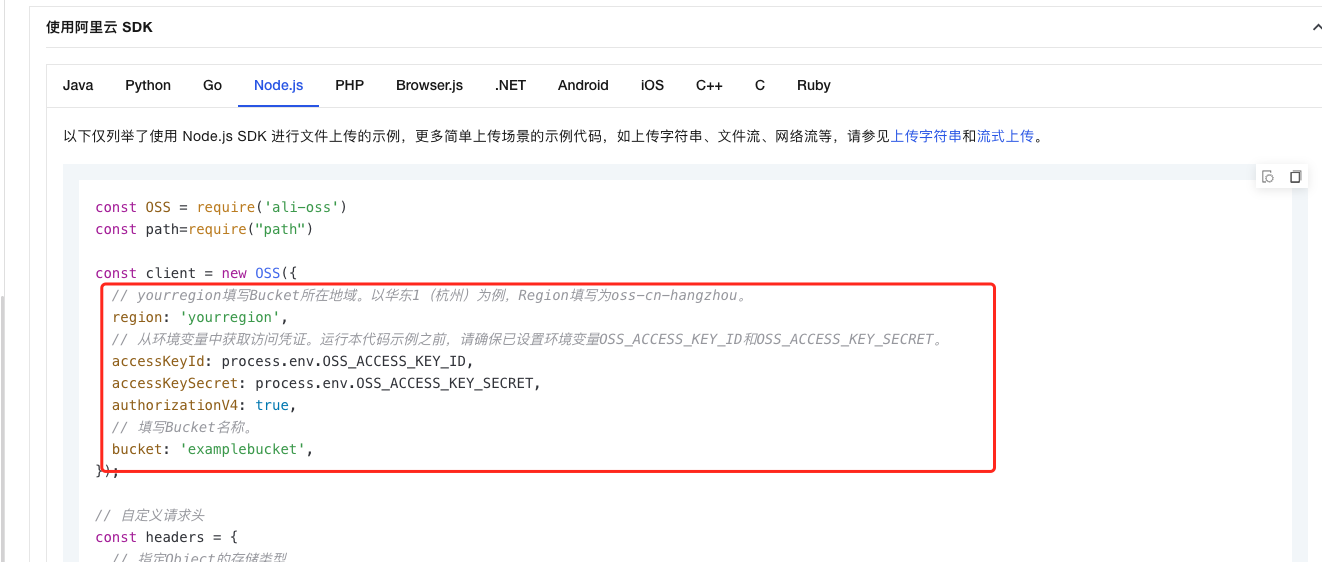 使用阿里云 SDK
Java Python Go Node.js PHP Browser.js .NET Android iOS C++ C Ruby
以下仅列举了使用 Node.js SDK 进行文件上传的示例，更多简单上传场景的示例代码，如上传字符串、文件流、网络流等，请参见上传字符串和流式上传。
const OSS = require('ali-oss')
const path=require("path")
const client = new OSS({
// yourregion填写Bucket所在地域。以华东1（杭州）为例，Region填写为oss-cn-hangzhou。
region: 'yourregion',
// 从环境变量中获取访问凭证。运行本代码示例之前，请确保已设置环境变量OSS_ACCESS_KEY_ID和OSS_ACCESS_KEY_SECRET。
accessKeyId: process.env.OSS_ACCESS_KEY_ID,
accessKeySecret: process.env.OSS_ACCESS_KEY_SECRET,
authorizationV4: true,
// 填写Bucket名称。
bucket: 'examplebucket',
});
// 自定义请求头
const headers = {
// 指定Object的存储类型